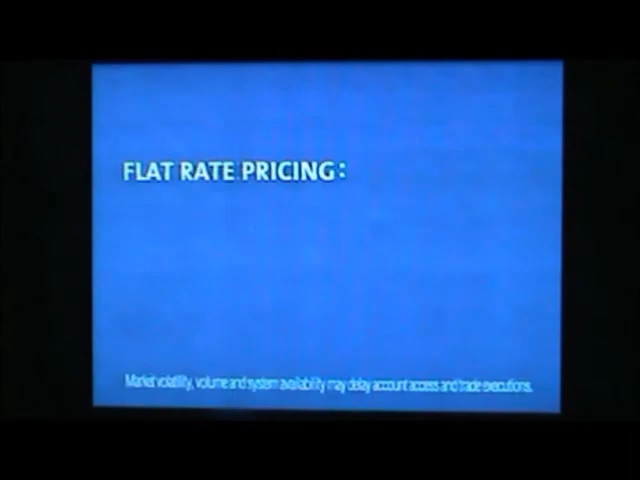 FLAT RATE PRICING:
Market volatility, volume and system availability may delay account access and trade executions.